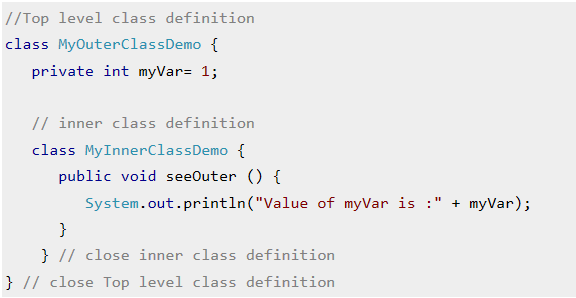 //Top level class definition
class MyOuterClassDemo {
   private int myVar= 1;

   // inner class definition
   class MyInnerClassDemo {
      public void seeOuter () {
         System.out.println("Value of myVar is :" + myVar);
      }
    } // close inner class definition
} // close Top level class definition